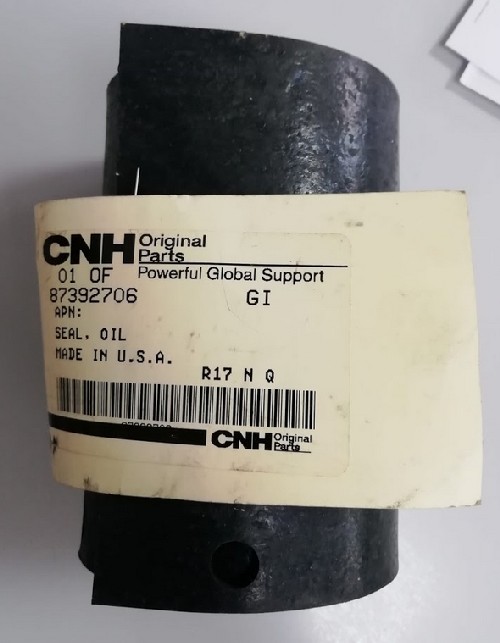 CNH Original Parts
01 OF Powerful Global Support
87392706 GI
APN:
SEAL, OIL
MADE IN U.S.A.
R17 N Q
CNH Original Parts